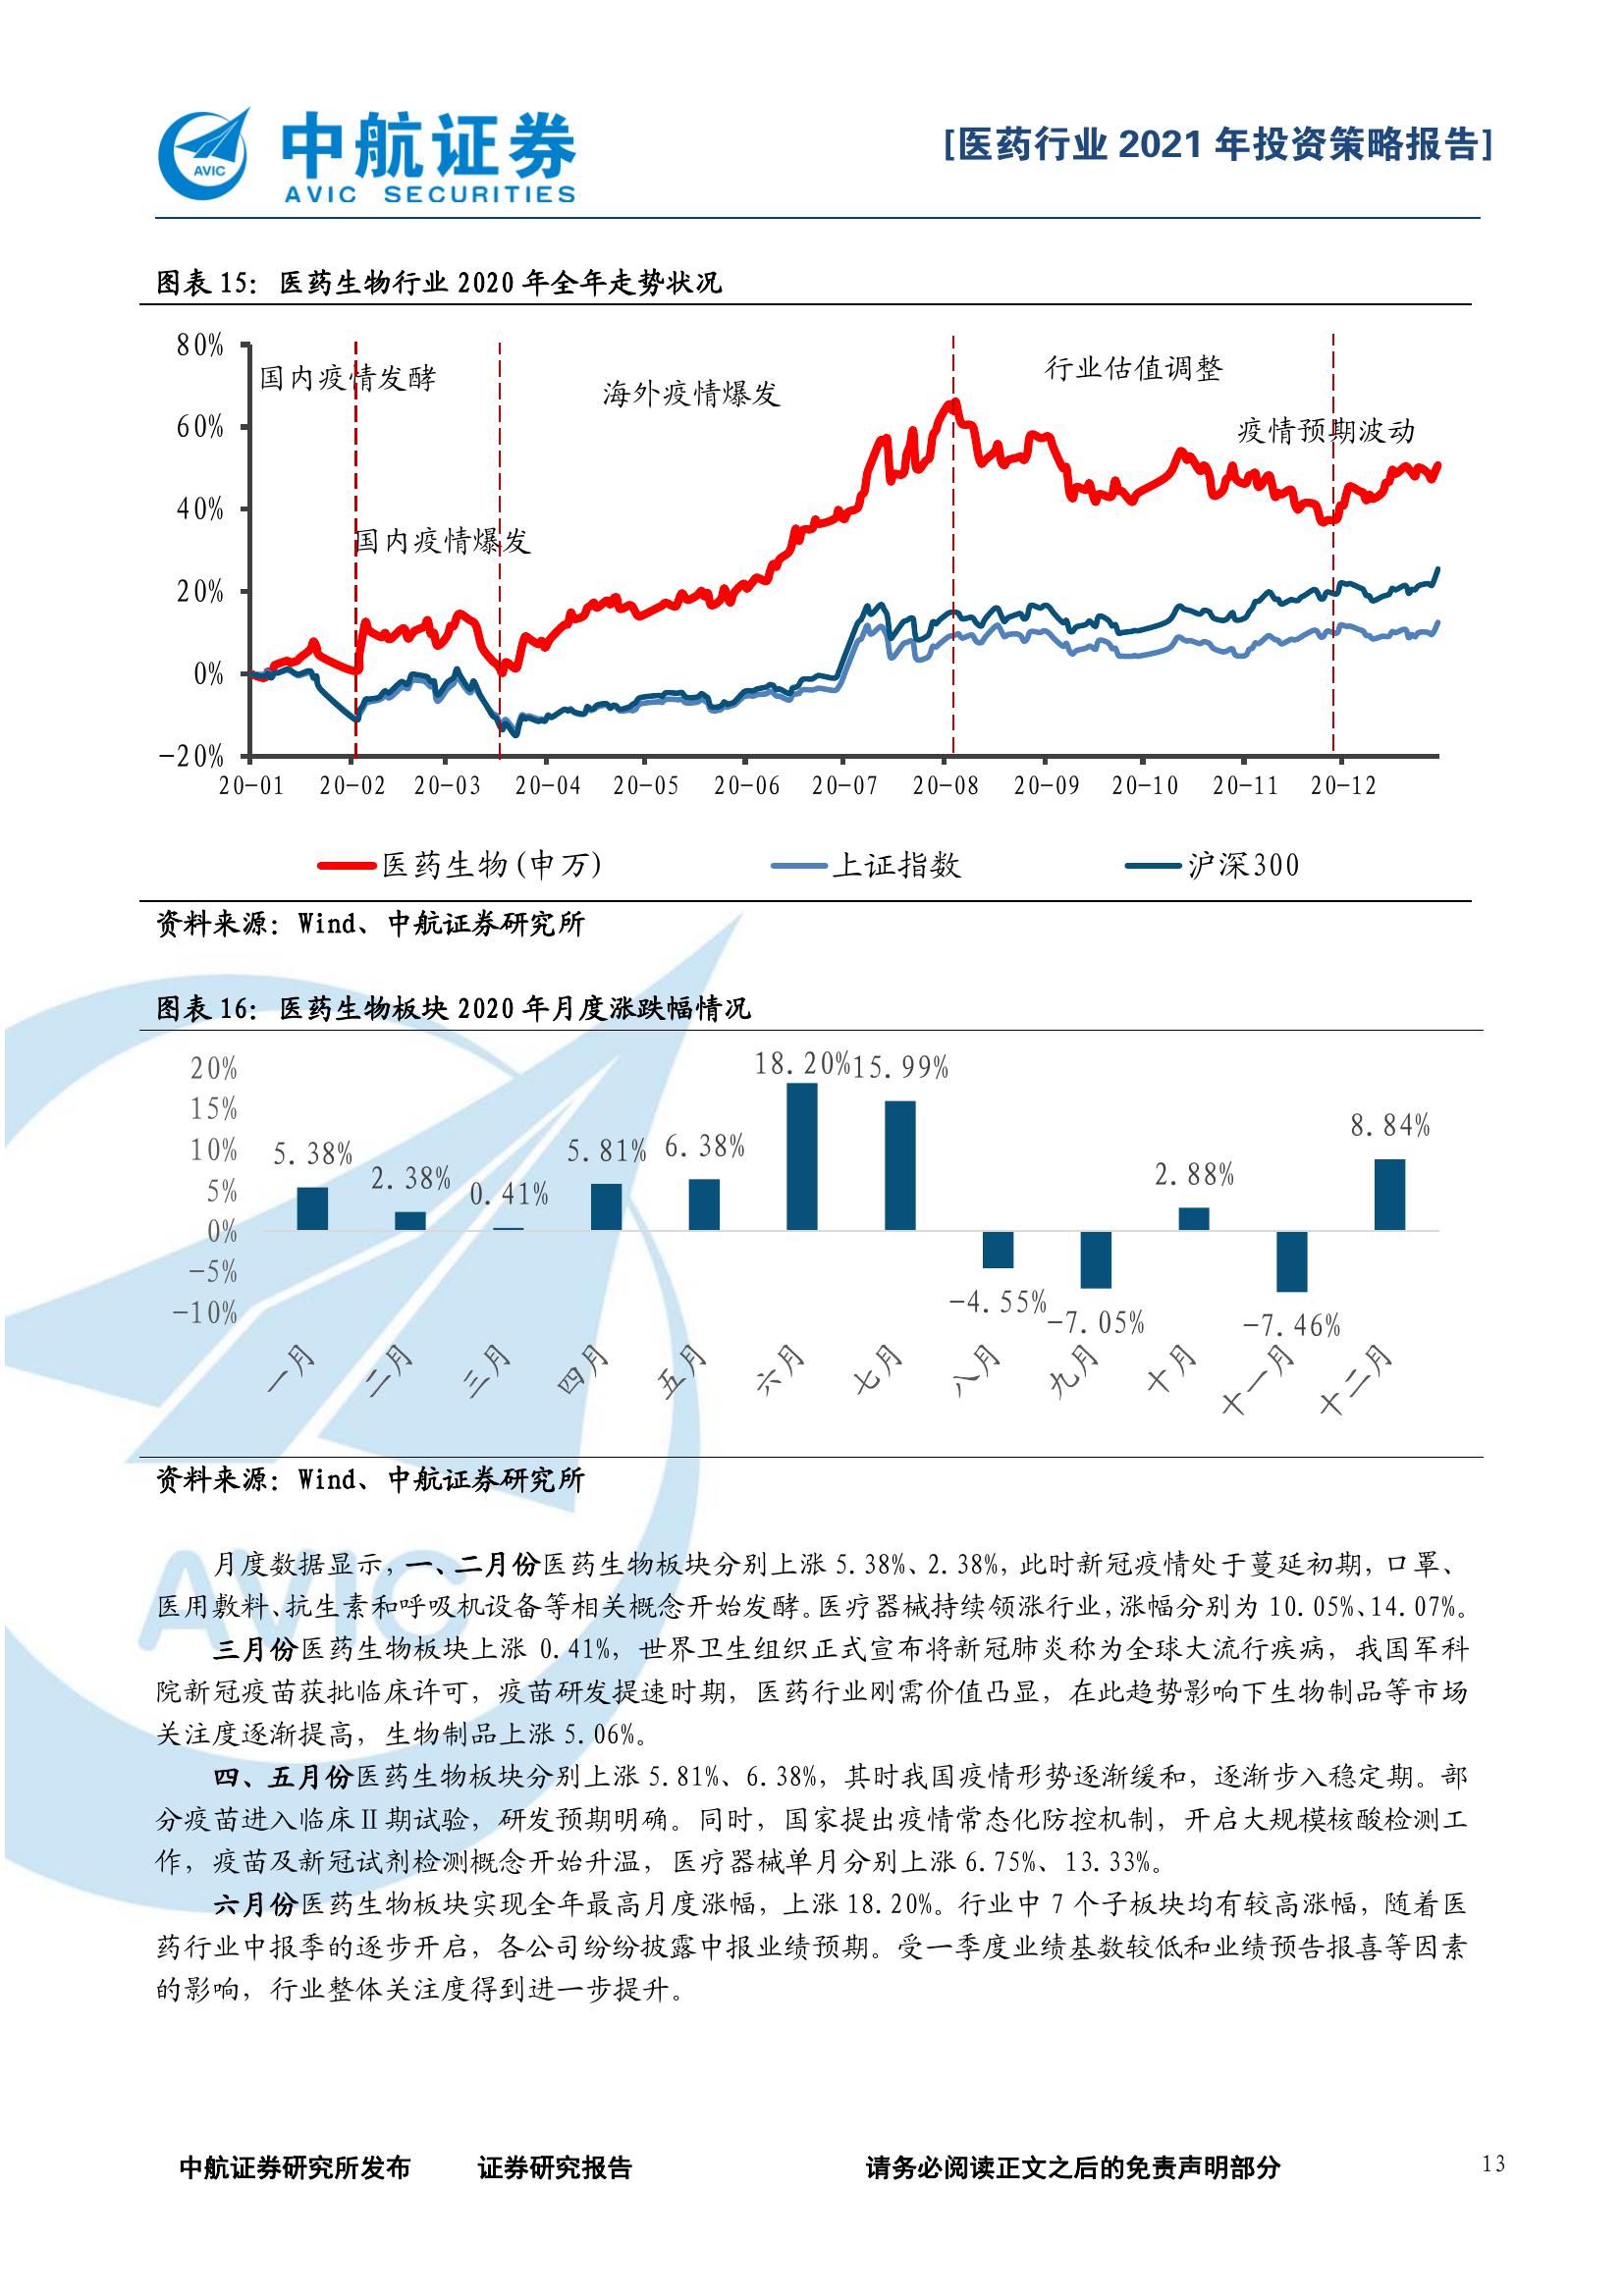 中航证券
AVIC SECURITIES
AVIC
[医药行业 2021 年投资策略报告]
图表 15： 医药生物行业 2020 年全年走势状况
80%
60%
40%
20%
0%
-20%
国内疫情发酵
国内疫情爆发
海外疫情爆发
行业估值调整
疫情预期波动
20-01 20-02 20-03 20-04 20-05 20-06 20-07 20-08 20-09 20-10 20-11 20-12
医药生物(申万) 上证指数 沪深300
资料来源：Wind、中航证券研究所
图表 16： 医药生物板块 2020 年月度涨跌幅情况
20%
15%
10%
5%
0%
-5%
-10%
5.38% 2.38% 0.41% 5.81% 6.38% 18.20% 15.99% -4.55% -7.05% 2.88% -7.46% 8.84%
一月 二月 三月 四月 五月 六月 七月 八月 九月 十月 十一月 十二月
资料来源：Wind、中航证券研究所
AVIC
月度数据显示，一、二月份医药生物板块分别上涨 5.38%、2.38%，此时新冠疫情处于蔓延初期，口罩、
医用敷料、抗生素和呼吸机设备等相关概念开始发酵。医疗器械持续领涨行业，涨幅分别为 10.05%、14.07%。
三月份医药生物板块上涨 0.41%，世界卫生组织正式宣布将新冠肺炎称为全球大流行疾病，我国军科
院新冠疫苗获批临床许可，疫苗研发提速时期，医药行业刚需价值凸显，在此趋势影响下生物制品等市场
关注度逐渐提高，生物制品上涨 5.06%。
四、五月份医药生物板块分别上涨 5.81%、6.38%，其时我国疫情形势逐渐缓和，逐渐步入稳定期。部
分疫苗进入临床Ⅱ期试验，研发预期明确。同时，国家提出疫情常态化防控机制，开启大规模核酸检测工
作，疫苗及新冠试剂检测概念开始升温，医疗器械单月分别上涨 6.75%、13.33%。
六月份医药生物板块实现全年最高月度涨幅，上涨 18.20%。行业中 7 个子板块均有较高涨幅，随着医
药行业中报季的逐步开启，各公司纷纷披露中报业绩预期。受一季度业绩基数较低和业绩预告报喜等因素
的影响，行业整体关注度得到进一步提升。
中航证券研究所发布 证券研究报告 请务必阅读正文之后的免责声明部分 13